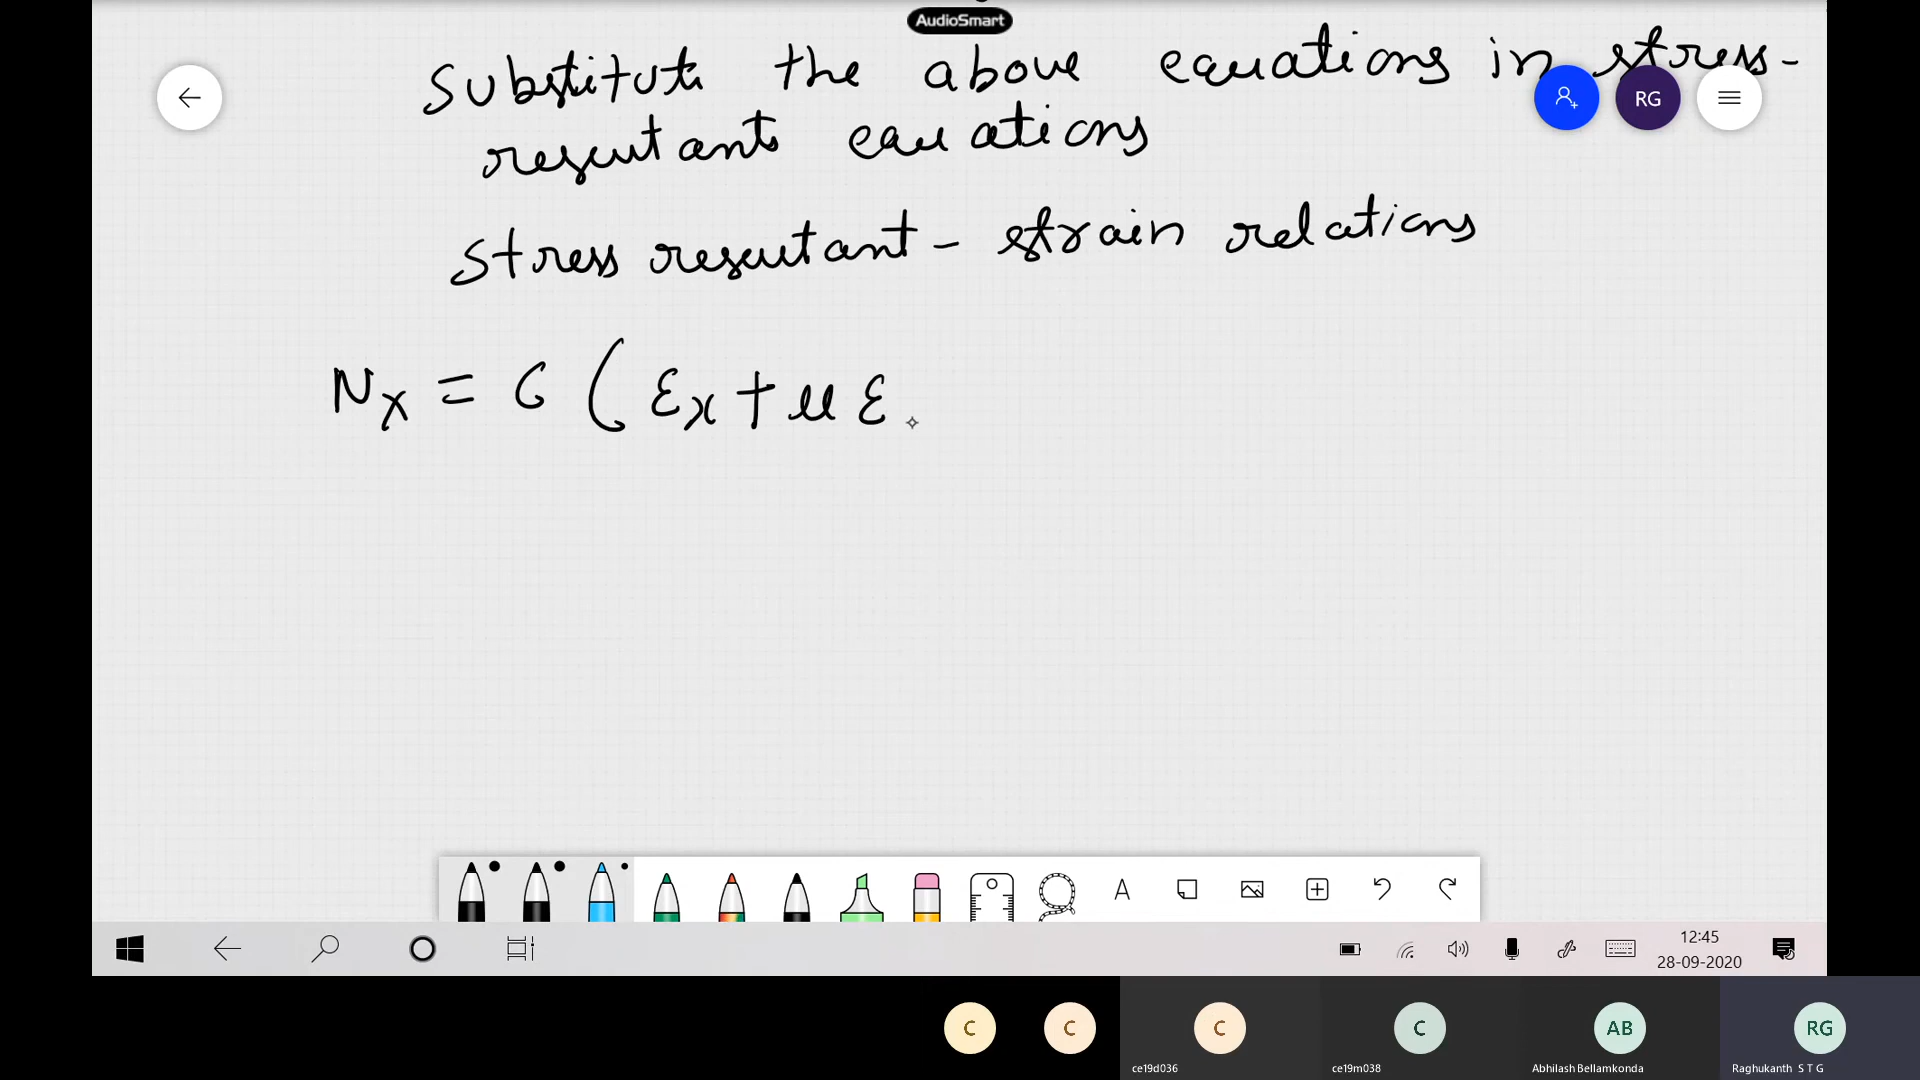 AudioSmart
Substitute the above equations in stress-
resultants equations
Stress resultant - strain relations
Nx = C ( εx + μ ε
RG
A
12:45
28-09-2020
C
C
C
C
AB
RG
ce19d036
ce19m038
Abhilash Bellamkonda
Raghukanth S T G